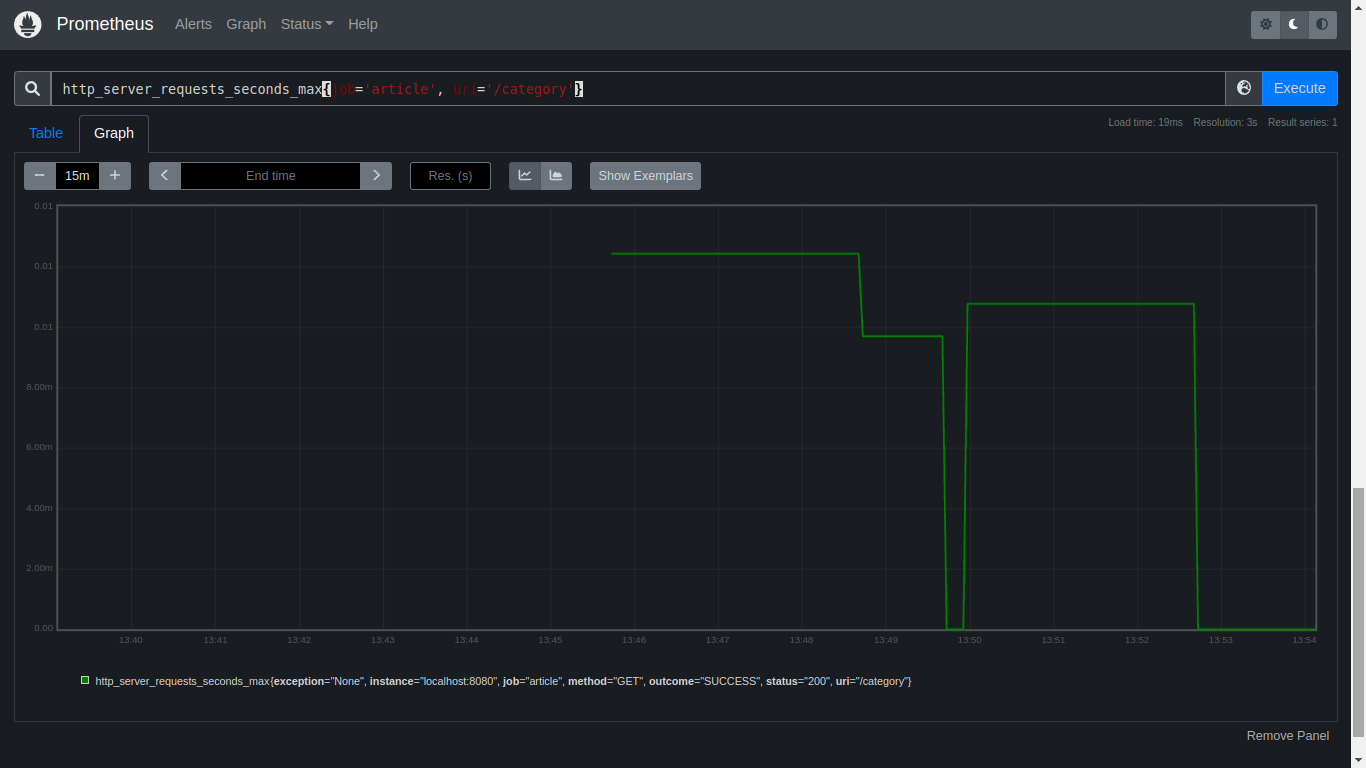 Prometheus Alerts Graph Status Help
http_server_requests_seconds_max{job='article', uri='/category'} Execute
Load time: 19ms Resolution: 3s Result series: 1
Table Graph
− 15m + End time Res. (s) Show Exemplars
0.01
0.01
0.01
8.00m
6.00m
4.00m
2.00m
0.00
13:40 13:41 13:42 13:43 13:44 13:45 13:46 13:47 13:48 13:49 13:50 13:51 13:52 13:53 13:54
http_server_requests_seconds_max{exception="None", instance="localhost:8080", job="article", method="GET", outcome="SUCCESS", status="200", uri="/category"}
Remove Panel